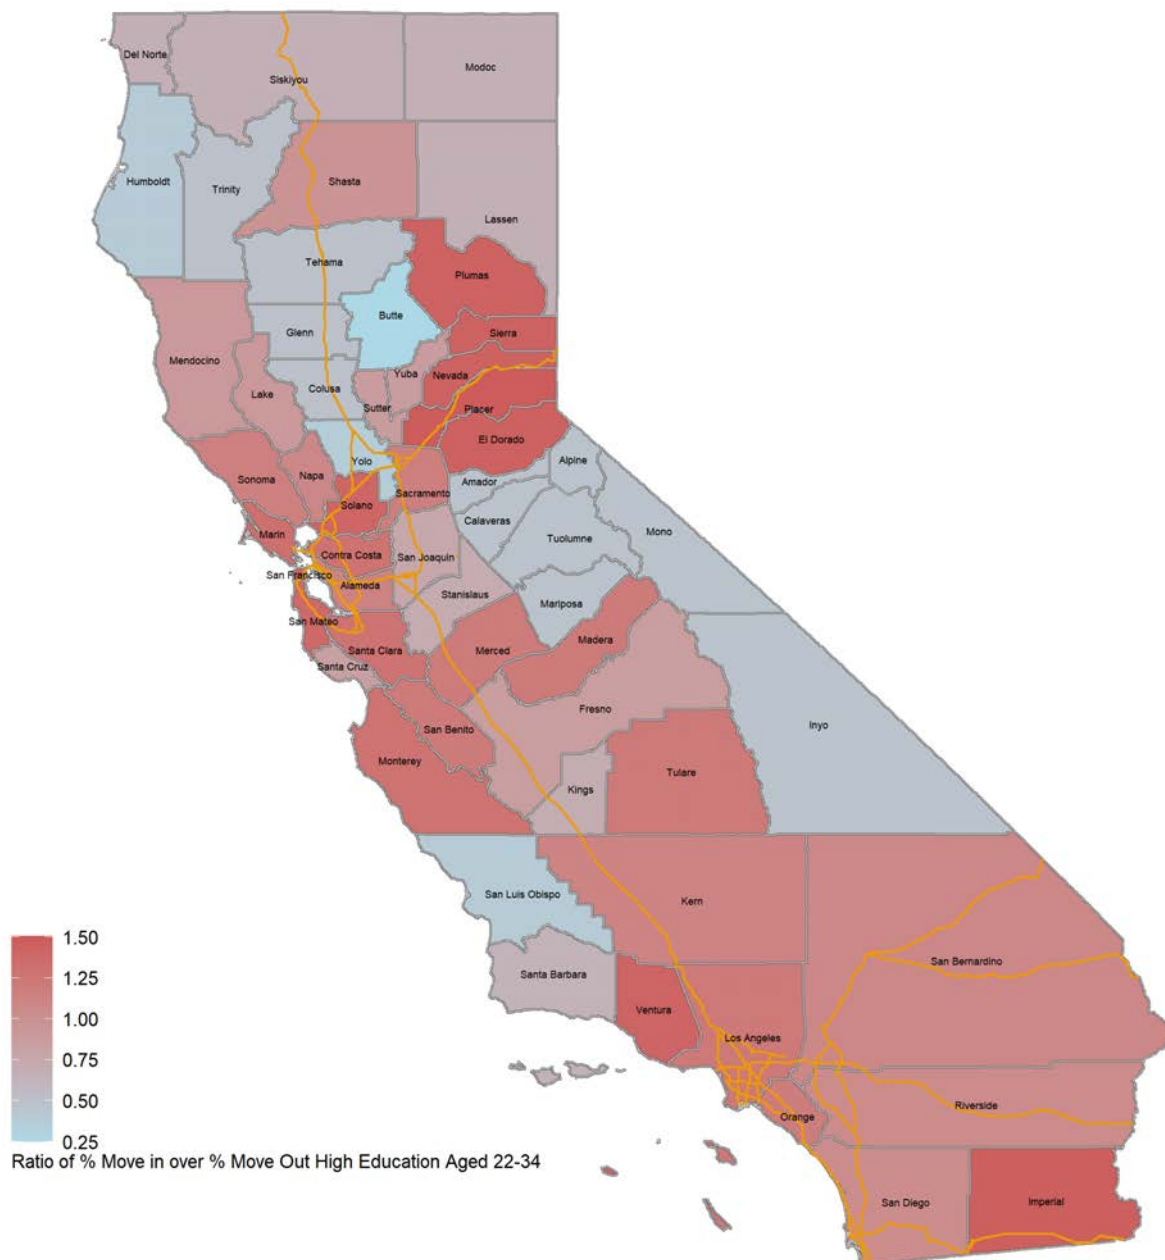 Del Norte
Siskiyou
Modoc
Humboldt
Trinity
Shasta
Lassen
Tehama
Plumas
Butte
Glenn
Sierra
Mendocino
Lake
Colusa
Yuba
Nevada
Sutter
Placer
El Dorado
Yolo
Sonoma
Napa
Sacramento
Amador
Alpine
Solano
Calaveras
Mono
Marin
Contra Costa
San Joaquin
Tuolumne
San Francisco
Alameda
Stanislaus
Mariposa
San Mateo
Santa Clara
Merced
Madera
Santa Cruz
Fresno
San Benito
Inyo
Monterey
Kings
Tulare
San Luis Obispo
Kern
Santa Barbara
San Bernardino
Ventura
Los Angeles
Orange
Riverside
San Diego
Imperial
1.50
1.25
1.00
0.75
0.50
0.25
Ratio of % Move in over % Move Out High Education Aged 22-34